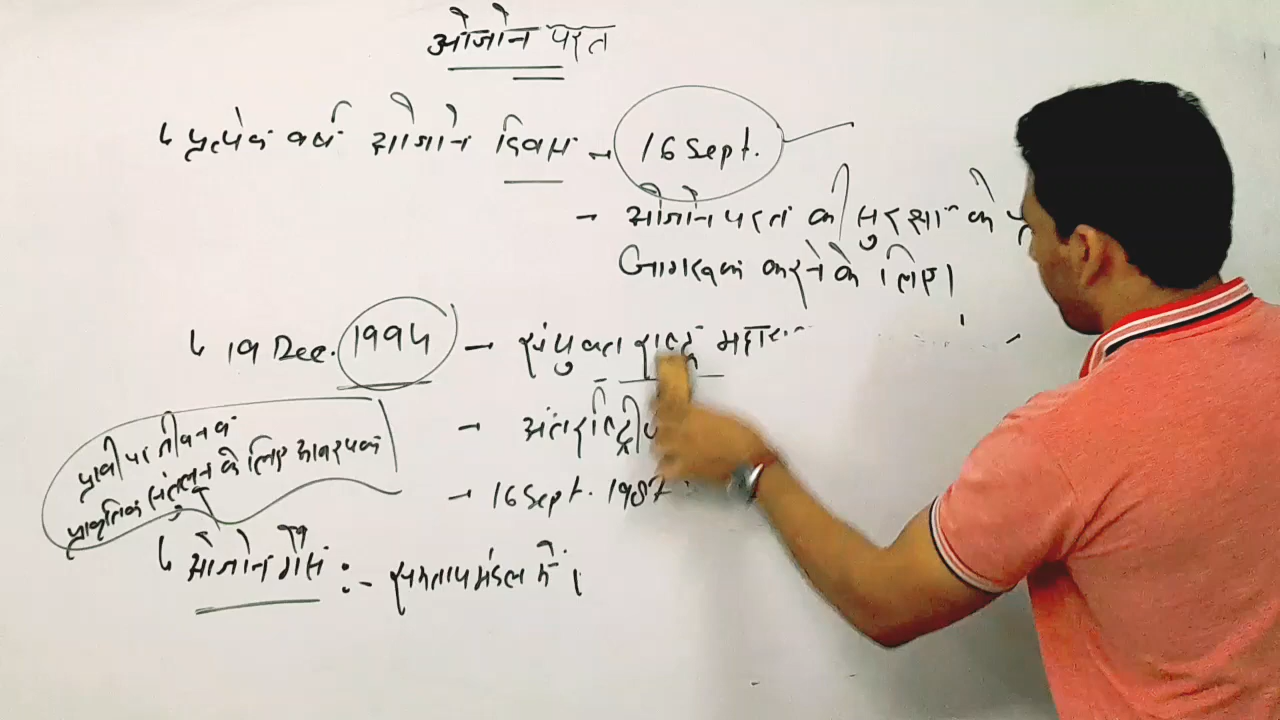 ओजोन परत
↳ प्रत्येक वर्ष ओजोन दिवस → 16 Sept.
- ओजोन परत की सुरक्षा के
जागरूक करने के लिए।
↳ 19 Dec. 1994 → संयुक्त राष्ट्र महास
→ अंतर्राष्ट्रीय
→ 16 Sept. 1987
पृथ्वी पर जीवन व
प्राकृतिक संतुलन के लिए आवश्यक
↳ ओजोन गैस :- समतापमंडल में।